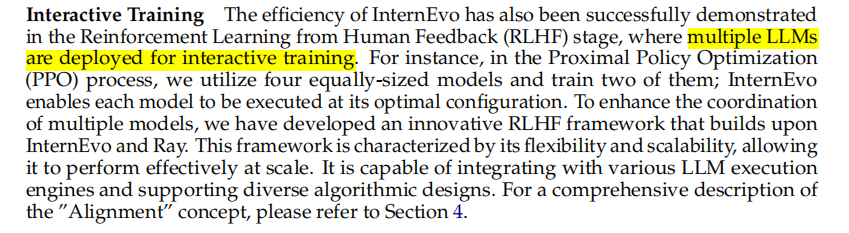 Interactive Training The efficiency of InternEvo has also been successfully demonstrated
in the Reinforcement Learning from Human Feedback (RLHF) stage, where multiple LLMs
are deployed for interactive training. For instance, in the Proximal Policy Optimization
(PPO) process, we utilize four equally-sized models and train two of them; InternEvo
enables each model to be executed at its optimal configuration. To enhance the coordination
of multiple models, we have developed an innovative RLHF framework that builds upon
InternEvo and Ray. This framework is characterized by its flexibility and scalability, allowing
it to perform effectively at scale. It is capable of integrating with various LLM execution
engines and supporting diverse algorithmic designs. For a comprehensive description of
the ”Alignment” concept, please refer to Section 4.